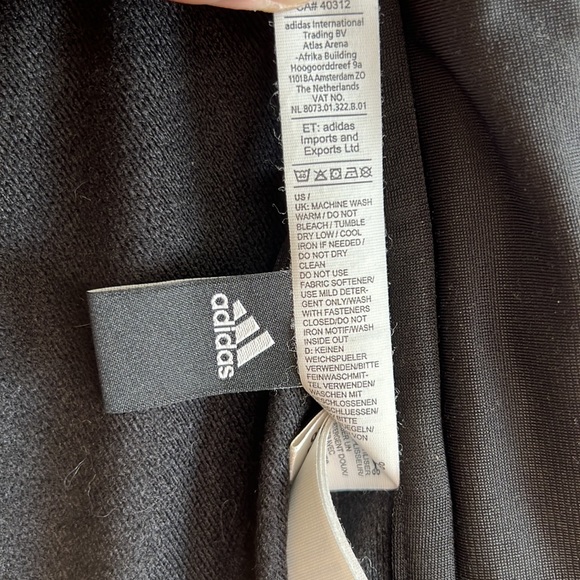 CA# 40312
adidas International
Trading BV
Atlas Arena
-Afrika Building
Hoogoorddreef 9a
1101BA Amsterdam ZO
The Netherlands
VAT NO.
NL 8073.01.322.B.01
ET: adidas
Imports and
Exports Ltd
US /
UK: MACHINE WASH
WARM / DO NOT
BLEACH / TUMBLE
DRY LOW / COOL
IRON IF NEEDED /
DO NOT DRY
CLEAN
DO NOT USE
FABRIC SOFTENER/
USE MILD DETER-
GENT ONLY/WASH
WITH FASTENERS
CLOSED/DO NOT
IRON MOTIF/WASH
INSIDE OUT
D: KEINEN
WEICHSPUELER
VERWENDEN/BITTE
FEINWASCHMIT-
TEL VERWENDEN/
WASCHEN MIT
adidas